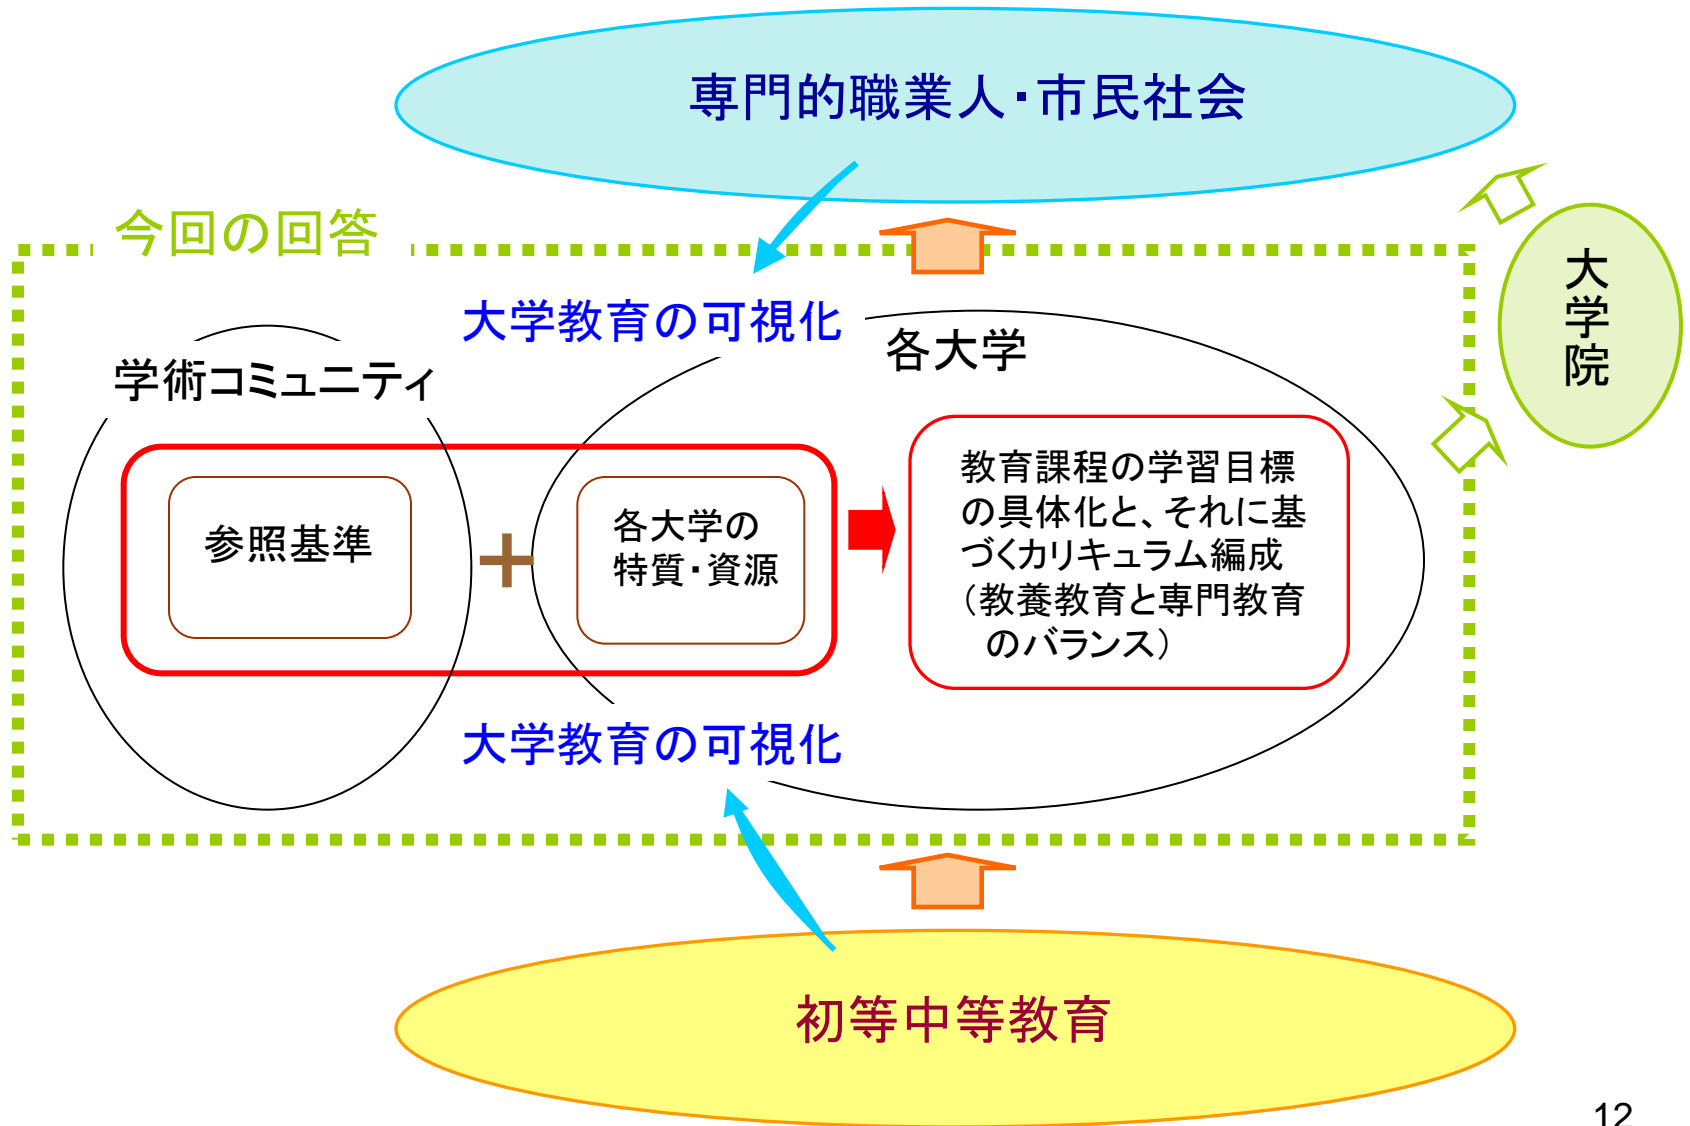 専門的職業人・市民社会
今回の回答
大学院
大学教育の可視化
各大学
学術コミュニティ
参照基準
+
各大学の
特質・資源
教育課程の学習目標
の具体化と、それに基
づくカリキュラム編成
（教養教育と専門教育
のバランス）
大学教育の可視化
初等中等教育
12